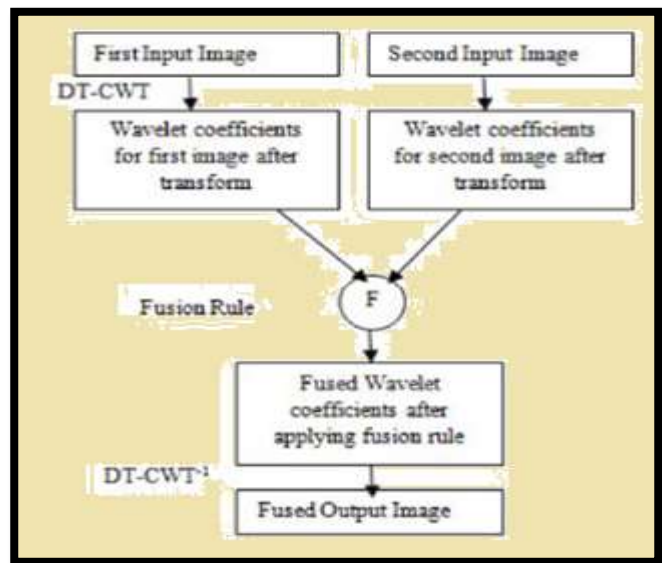 First Input Image
Second Input Image
DT-CWT
Wavelet coefficients
for first image after
transform
Wavelet coefficients
for second image after
transform
F
Fusion Rule
Fused Wavelet
coefficients after
applying fusion rule
DT-CWT⁻¹
Fused Output Image